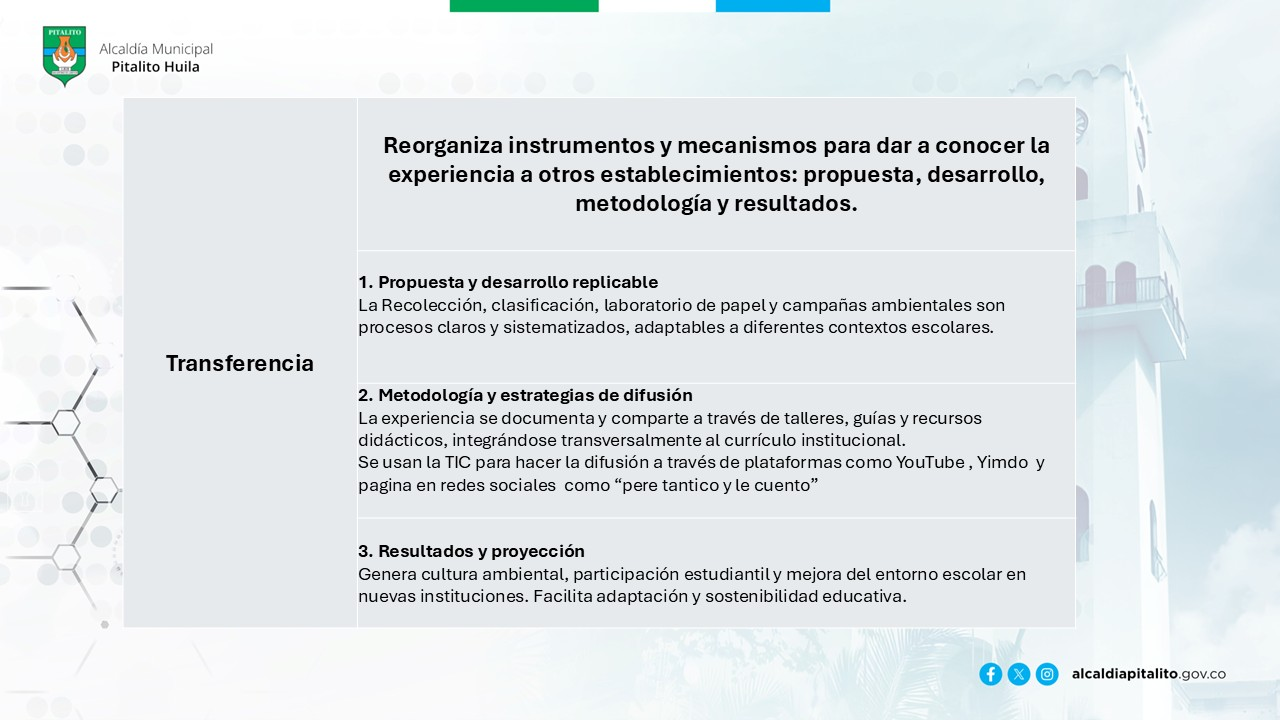 PITALITO
Alcaldía Municipal
Pitalito Huila
Transferencia
Reorganiza instrumentos y mecanismos para dar a conocer la
experiencia a otros establecimientos: propuesta, desarrollo,
metodología y resultados.
1. Propuesta y desarrollo replicable
La Recolección, clasificación, laboratorio de papel y campañas ambientales son
procesos claros y sistematizados, adaptables a diferentes contextos escolares.
2. Metodología y estrategias de difusión
La experiencia se documenta y comparte a través de talleres, guías y recursos
didácticos, integrándose transversalmente al currículo institucional.
Se usan la TIC para hacer la difusión a través de plataformas como YouTube , Yimdo  y
pagina en redes sociales  como “pere tantico y le cuento”
3. Resultados y proyección
Genera cultura ambiental, participación estudiantil y mejora del entorno escolar en
nuevas instituciones. Facilita adaptación y sostenibilidad educativa.
alcaldiapitalito.gov.co